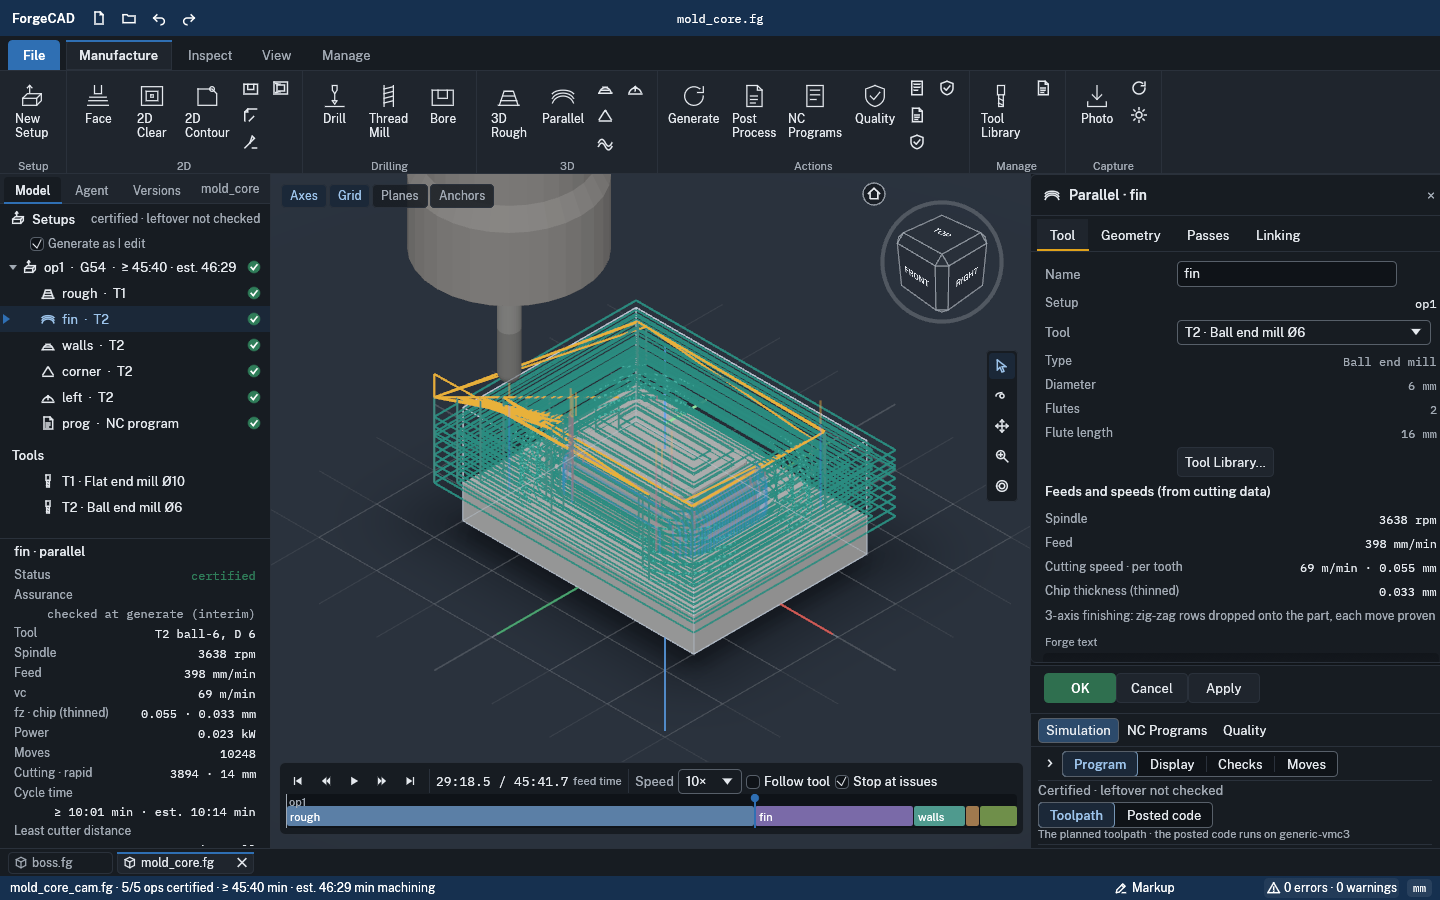 ForgeCAD
mold_core.fg
File
Manufacture
Inspect
View
Manage
New Setup
Face
2D Clear
2D Contour
Drill
Thread Mill
Bore
3D Rough
Parallel
Generate
Post Process
NC Programs
Quality
Tool Library
Photo
Setup
2D
Drilling
3D
Actions
Manage
Capture
Model
Agent
Versions
mold_core
Setups
certified · leftover not checked
Generate as I edit
op1 · G54 · ≥ 45:40 · est. 46:29
rough · T1
fin · T2
walls · T2
corner · T2
left · T2
prog · NC program
Tools
T1 · Flat end mill Ø10
T2 · Ball end mill Ø6
fin · parallel
Status certified
Assurance
checked at generate (interim)
Tool T2 ball-6, D 6
Spindle 3638 rpm
Feed 398 mm/min
vc 69 m/min
fz · chip (thinned) 0.055 · 0.033 mm
Power 0.023 kW
Moves 10248
Cutting · rapid 3894 · 14 mm
Cycle time
≥ 10:01 min · est. 10:14 min
Least cutter distance
Axes
Grid
Planes
Anchors
TOP
FRONT
RIGHT
29:18.5 / 45:41.7 feed time
Speed
10×
Follow tool
Stop at issues
op1
rough
fin
walls
Parallel · fin
Tool
Geometry
Passes
Linking
Name fin
Setup op1
Tool T2 · Ball end mill Ø6
Type Ball end mill
Diameter 6 mm
Flutes 2
Flute length 16 mm
Tool Library...
Feeds and speeds (from cutting data)
Spindle 3638 rpm
Feed 398 mm/min
Cutting speed · per tooth 69 m/min · 0.055 mm
Chip thickness (thinned) 0.033 mm
3-axis finishing: zig-zag rows dropped onto the part, each move proven
Forge text
OK
Cancel
Apply
Simulation
NC Programs
Quality
Program
Display
Checks
Moves
Certified · leftover not checked
Toolpath
Posted code
The planned toolpath · the posted code runs on generic-vmc3
boss.fg
mold_core.fg
mold_core_cam.fg · 5/5 ops certified · ≥ 45:40 min · est. 46:29 min machining
Markup
0 errors · 0 warnings
mm